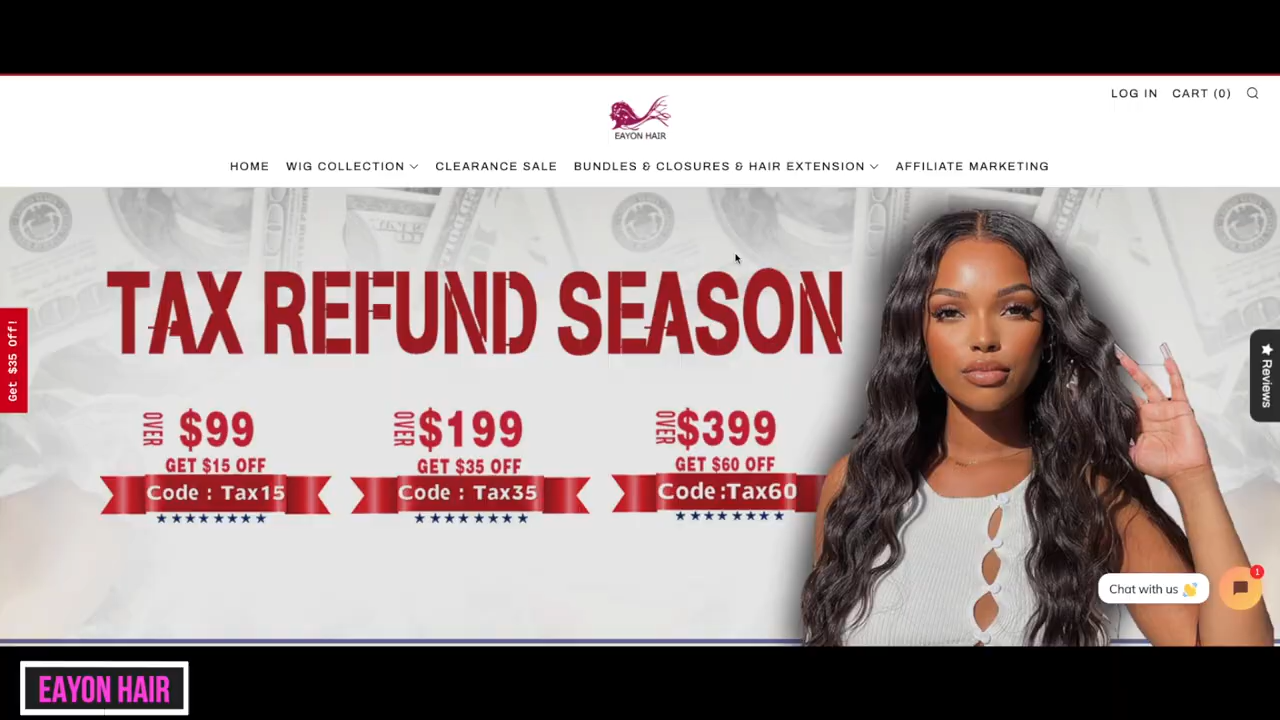 LOG IN CART (0)
EAYON HAIR
HOME WIG COLLECTION CLEARANCE SALE BUNDLES & CLOSURES & HAIR EXTENSION AFFILIATE MARKETING
TAX REFUND SEASON
OVER $99
GET $15 OFF
Code : Tax15
OVER $199
GET $35 OFF
Code : Tax35
OVER $399
GET $60 OFF
Code :Tax60
Get $35 Off!
★ Reviews
Chat with us 👋
1
EAYON HAIR